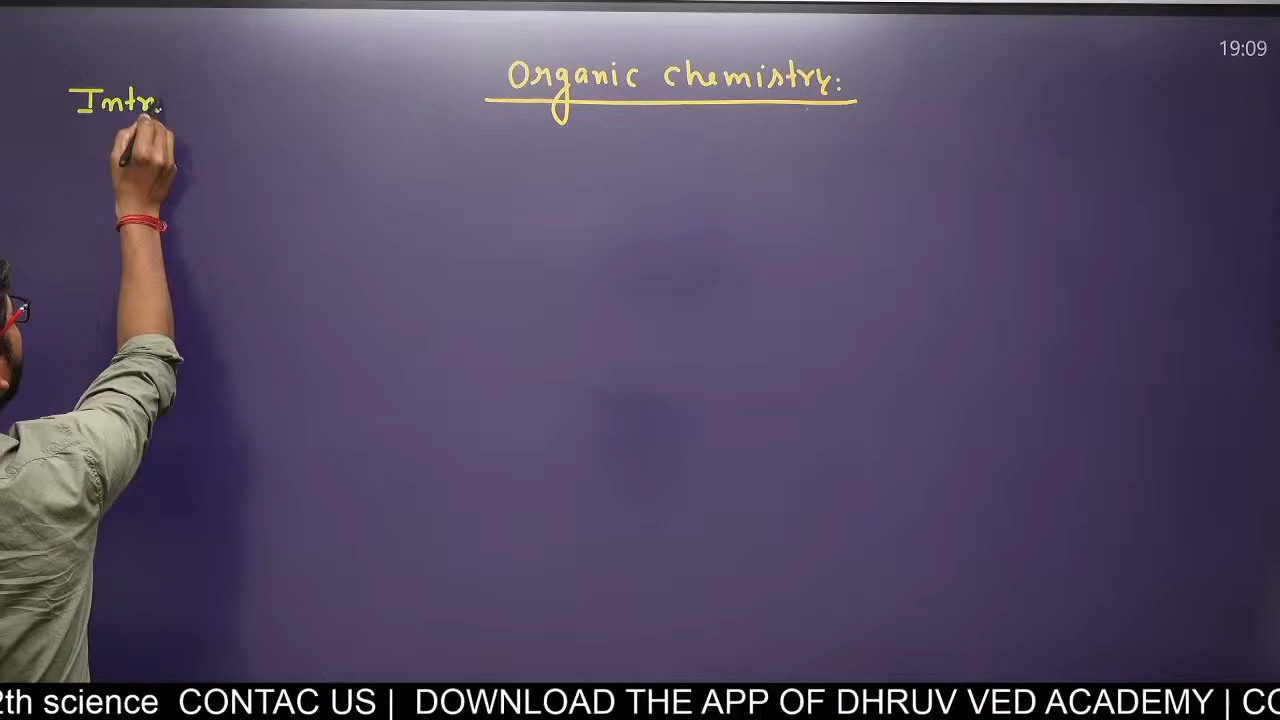 19:09
Organic chemistry:
Intr
2th science CONTAC US | DOWNLOAD THE APP OF DHRUV VED ACADEMY | CO